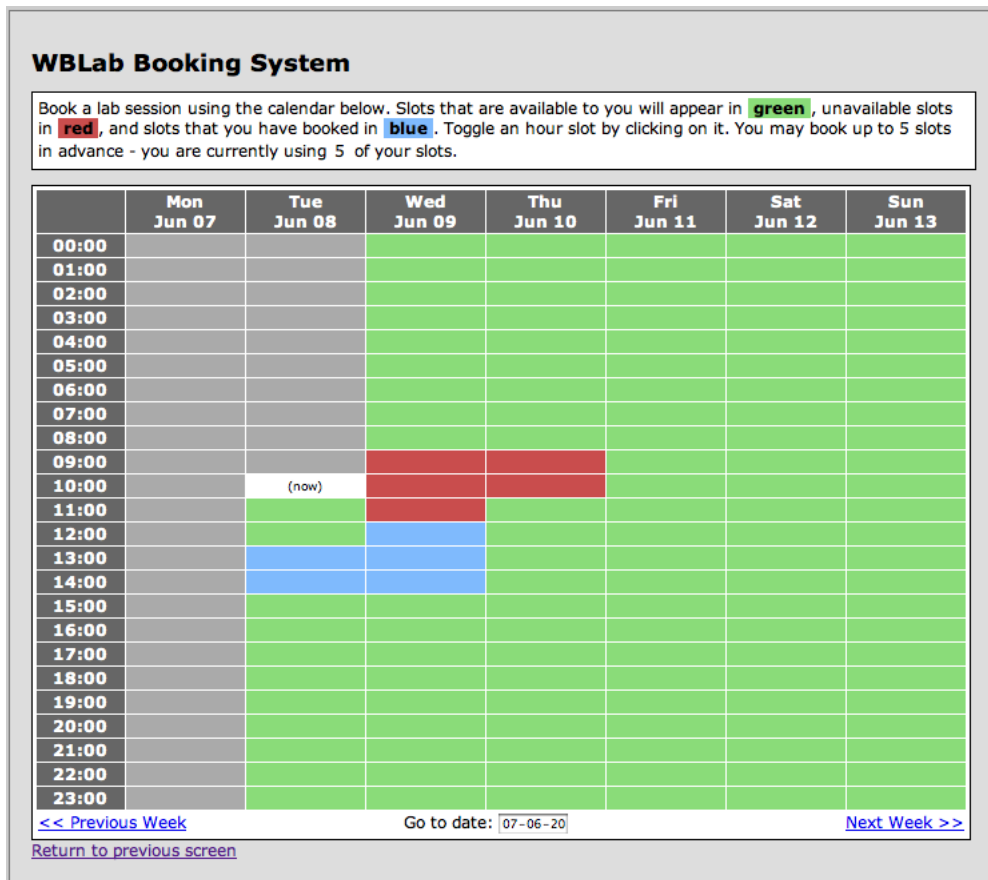 WBLab Booking System
Book a lab session using the calendar below. Slots that are available to you will appear in green , unavailable slots
in red , and slots that you have booked in blue . Toggle an hour slot by clicking on it. You may book up to 5 slots
in advance - you are currently using 5 of your slots.
Mon Tue Wed Thu Fri Sat Sun
Jun 07 Jun 08 Jun 09 Jun 10 Jun 11 Jun 12 Jun 13
00:00
01:00
02:00
03:00
04:00
05:00
06:00
07:00
08:00
09:00
10:00 (now)
11:00
12:00
13:00
14:00
15:00
16:00
17:00
18:00
19:00
20:00
21:00
22:00
23:00
<< Previous Week Go to date: 07-06-20 Next Week >>
Return to previous screen